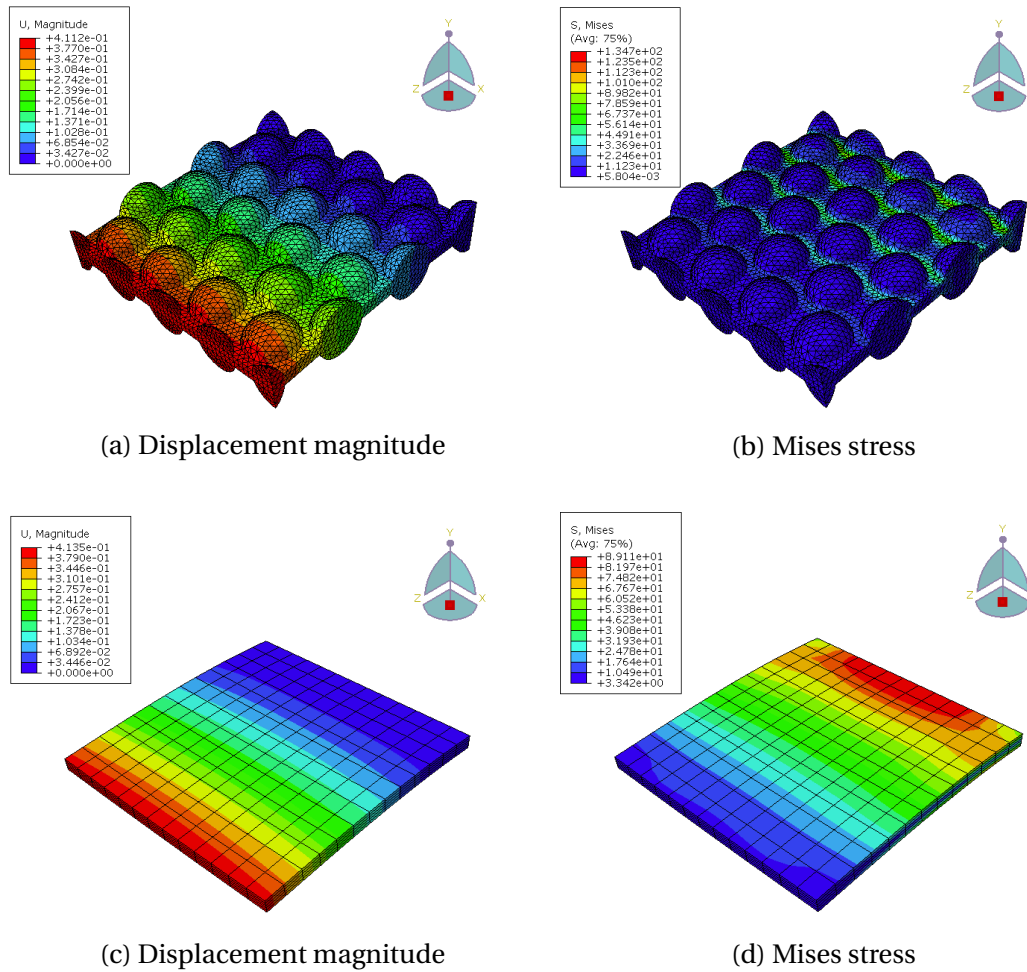 U, Magnitude
+4.112e-01
+3.770e-01
+3.427e-01
+3.084e-01
+2.742e-01
+2.399e-01
+2.056e-01
+1.714e-01
+1.371e-01
+1.028e-01
+6.854e-02
+3.427e-02
+0.000e+00
Y
Z
X
S, Mises
(Avg: 75%)
+1.347e+02
+1.235e+02
+1.123e+02
+1.010e+02
+8.982e+01
+7.859e+01
+6.737e+01
+5.614e+01
+4.491e+01
+3.369e+01
+2.246e+01
+1.123e+01
+5.804e-03
Y
Z
X
(a) Displacement magnitude
(b) Mises stress
U, Magnitude
+4.135e-01
+3.790e-01
+3.446e-01
+3.101e-01
+2.757e-01
+2.412e-01
+2.067e-01
+1.723e-01
+1.378e-01
+1.034e-01
+6.892e-02
+3.446e-02
+0.000e+00
Y
Z
X
S, Mises
(Avg: 75%)
+8.911e+01
+8.197e+01
+7.482e+01
+6.767e+01
+6.052e+01
+5.338e+01
+4.623e+01
+3.908e+01
+3.193e+01
+2.478e+01
+1.764e+01
+1.049e+01
+3.342e+00
Y
Z
X
(c) Displacement magnitude
(d) Mises stress